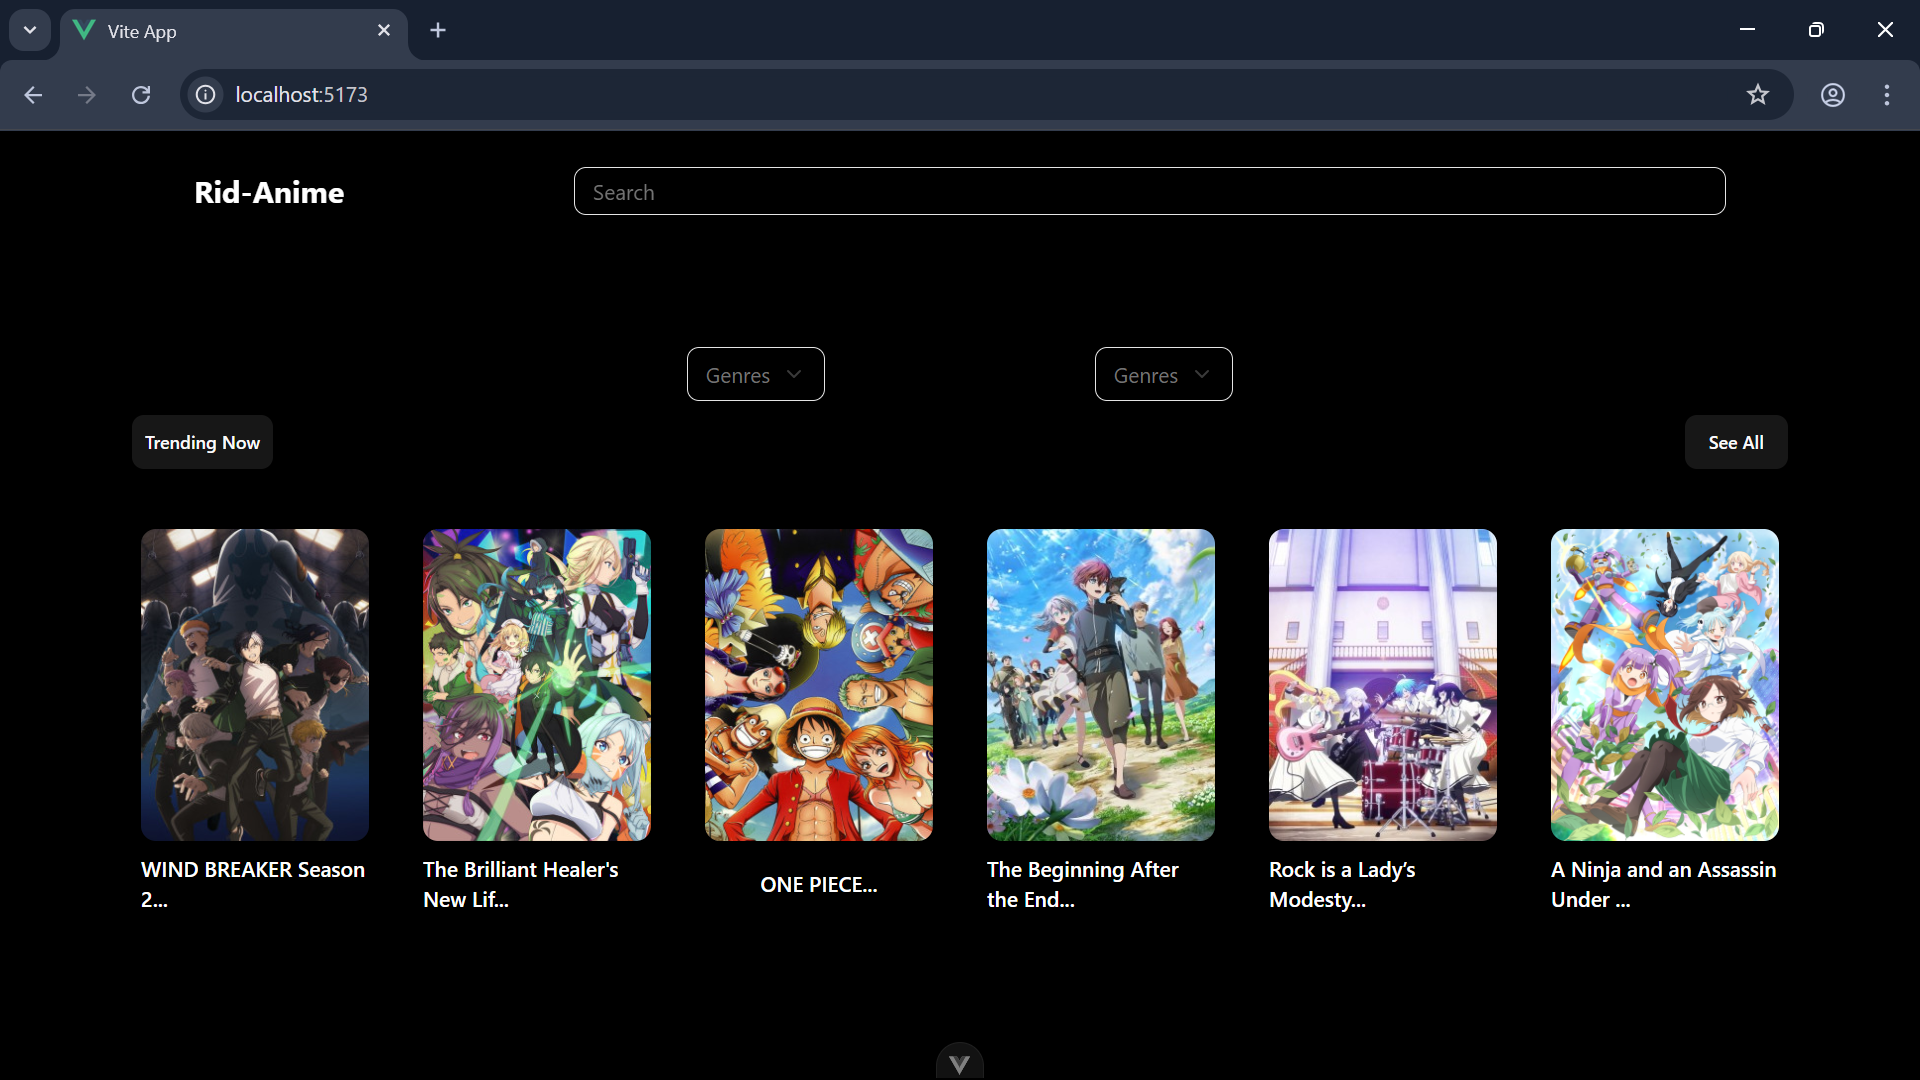 Vite App
localhost:5173
Rid-Anime
Search
Genres
Genres
Trending Now
See All
WIND BREAKER Season
2...
The Brilliant Healer's
New Lif...
ONE PIECE...
The Beginning After
the End...
Rock is a Lady’s
Modesty...
A Ninja and an Assassin
Under ...